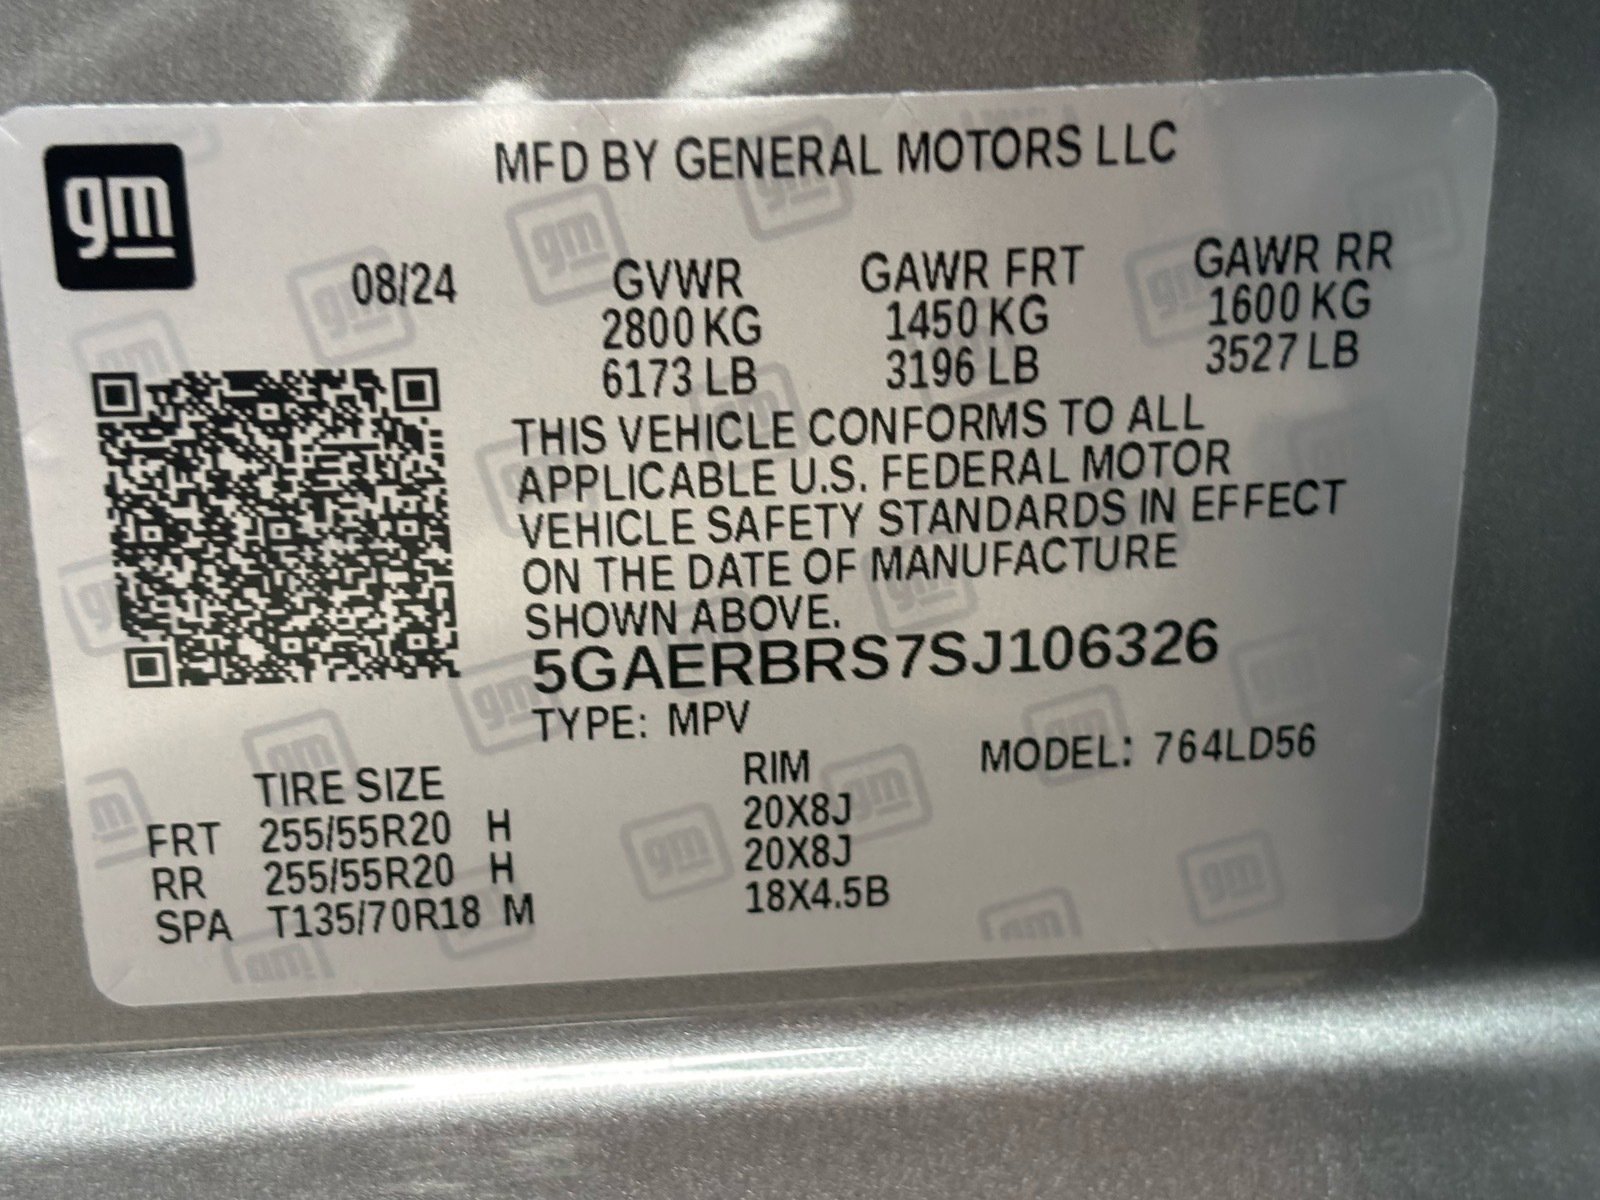 gm
MFD BY GENERAL MOTORS LLC
08/24
GVWR GAWR FRT GAWR RR
2800 KG 1450 KG 1600 KG
6173 LB 3196 LB 3527 LB
THIS VEHICLE CONFORMS TO ALL
APPLICABLE U.S. FEDERAL MOTOR
VEHICLE SAFETY STANDARDS IN EFFECT
ON THE DATE OF MANUFACTURE
SHOWN ABOVE.
5GAERBRS7SJ106326
TYPE: MPV
MODEL: 764LD56
TIRE SIZE RIM
FRT 255/55R20 H 20X8J
RR 255/55R20 H 20X8J
SPA T135/70R18 M 18X4.5B